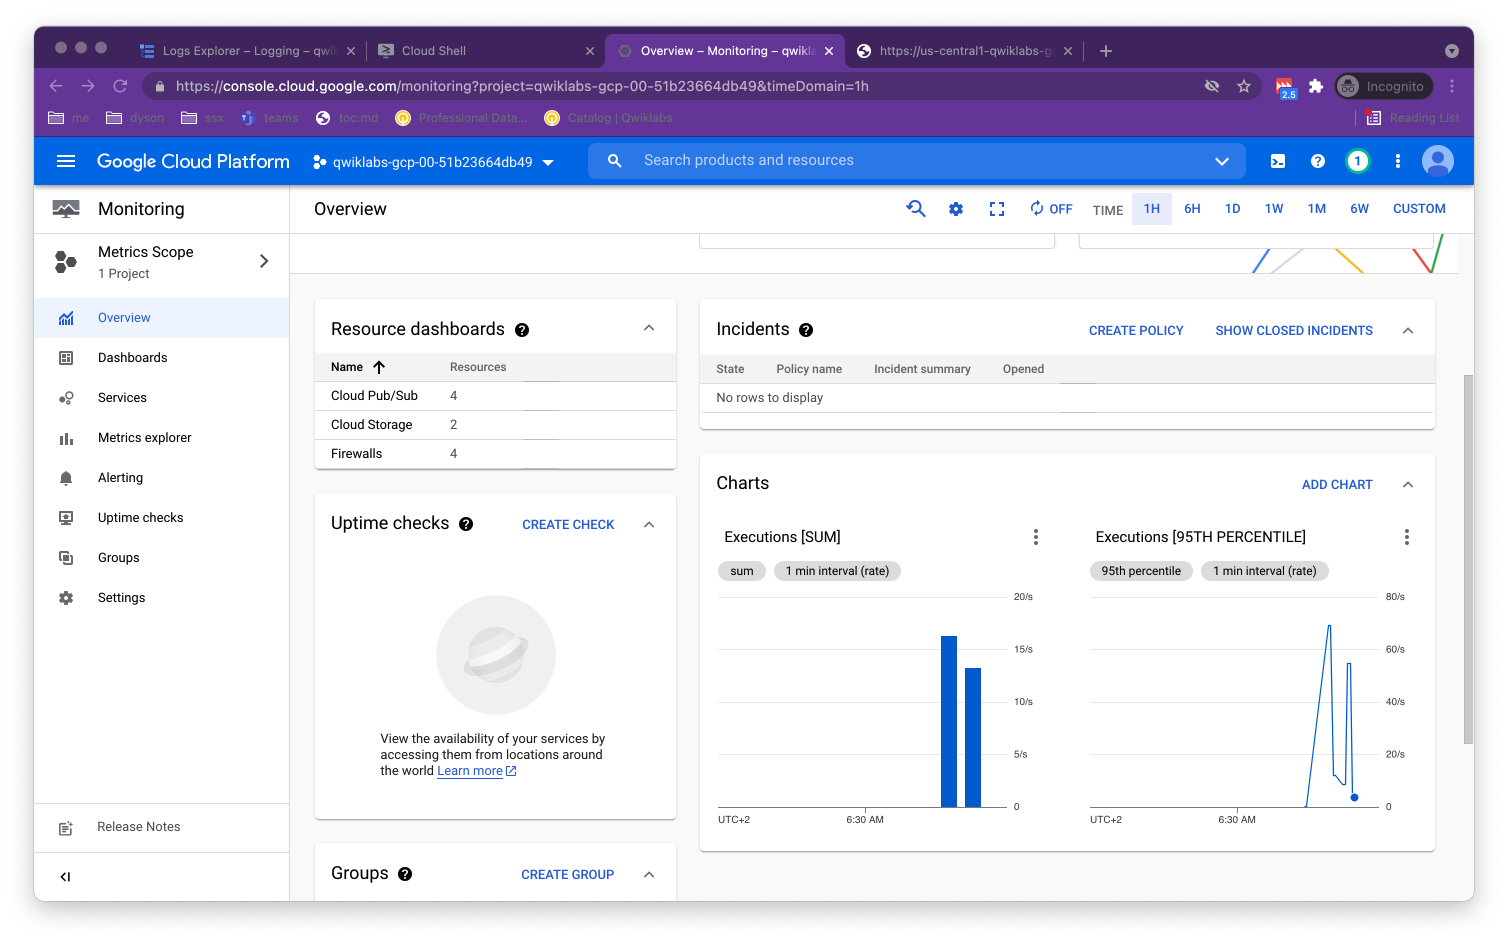 Logs Explorer – Logging – qwik
Cloud Shell
Overview – Monitoring – qwikla
https://us-central1-qwiklabs-g
https://console.cloud.google.com/monitoring?project=qwiklabs-gcp-00-51b23664db49&timeDomain=1h
2.5
Incognito
me
dyson
ssx
teams
toc.md
Professional Data...
Catalog | Qwiklabs
Reading List
Google Cloud Platform
qwiklabs-gcp-00-51b23664db49
Search products and resources
1
Monitoring
Overview
OFF
TIME
1H
6H
1D
1W
1M
6W
CUSTOM
Metrics Scope
1 Project
Overview
Dashboards
Services
Metrics explorer
Alerting
Uptime checks
Groups
Settings
Release Notes
Resource dashboards
Name
Resources
Cloud Pub/Sub 4
Cloud Storage 2
Firewalls 4
Uptime checks
CREATE CHECK
View the availability of your services by
accessing them from locations around
the world Learn more
Groups
CREATE GROUP
Incidents
CREATE POLICY
SHOW CLOSED INCIDENTS
State
Policy name
Incident summary
Opened
No rows to display
Charts
ADD CHART
Executions [SUM]
sum
1 min interval (rate)
20/s
15/s
10/s
5/s
0
UTC+2
6:30 AM
Executions [95TH PERCENTILE]
95th percentile
1 min interval (rate)
80/s
60/s
40/s
20/s
0
UTC+2
6:30 AM